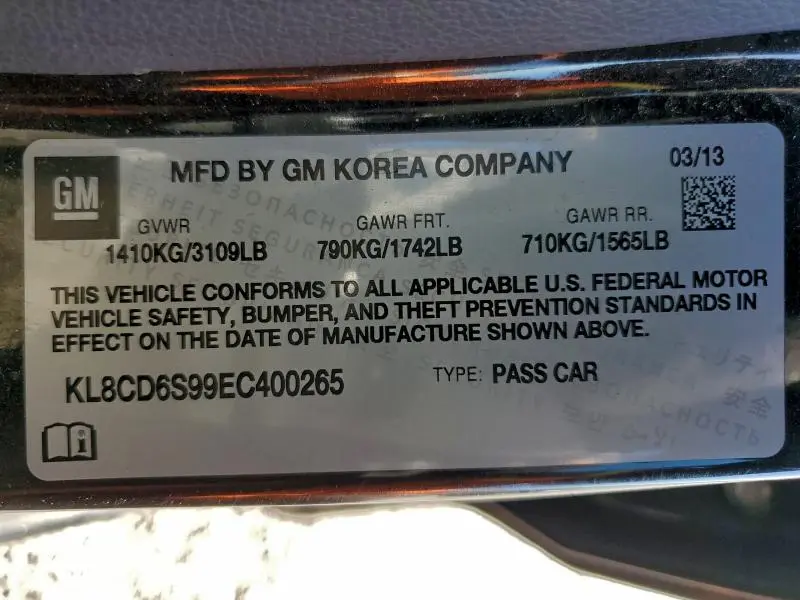 GM
MFD BY GM KOREA COMPANY
03/13
GVWR
GAWR FRT.
GAWR RR.
1410KG/3109LB
790KG/1742LB
710KG/1565LB
THIS VEHICLE CONFORMS TO ALL APPLICABLE U.S. FEDERAL MOTOR
VEHICLE SAFETY, BUMPER, AND THEFT PREVENTION STANDARDS IN
EFFECT ON THE DATE OF MANUFACTURE SHOWN ABOVE.
KL8CD6S99EC400265
TYPE: PASS CAR